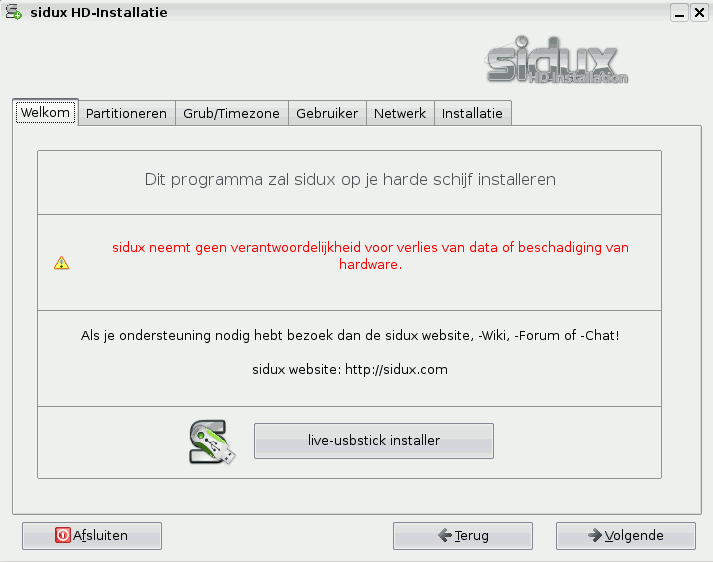 sidux HD-Installatie
sidux
HD-Installation
Welkom
Partitioneren
Grub/Timezone
Gebruiker
Netwerk
Installatie
Dit programma zal sidux op je harde schijf installeren
sidux neemt geen verantwoordelijkheid voor verlies van data of beschadiging van
hardware.
Als je ondersteuning nodig hebt bezoek dan de sidux website, -Wiki, -Forum of -Chat!
sidux website: http://sidux.com
live-usbstick installer
Afsluiten
Terug
Volgende